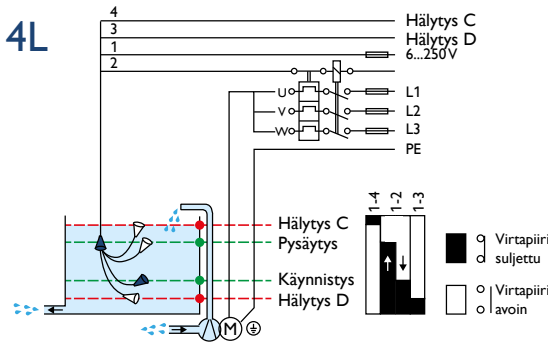 4L
4 Hälytys C
3 Hälytys D
1 6...250 V
2
U L1
V L2
W L3
PE
1-4 1-2 1-3
Hälytys C
Pysäytys
Käynnistys
Hälytys D
M
Virtapiiri
suljettu
Virtapiiri
avoin